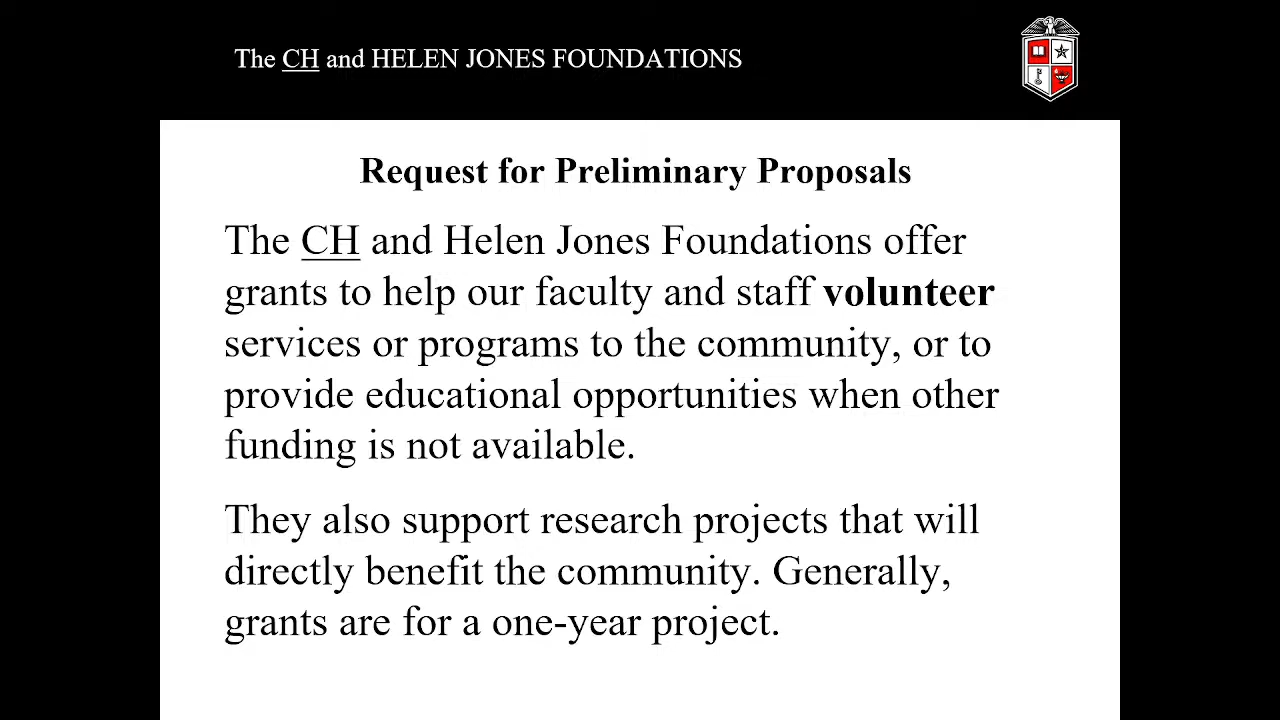 The CH and HELEN JONES FOUNDATIONS
Request for Preliminary Proposals
The CH and Helen Jones Foundations offer
grants to help our faculty and staff volunteer
services or programs to the community, or to
provide educational opportunities when other
funding is not available.
They also support research projects that will
directly benefit the community. Generally,
grants are for a one-year project.